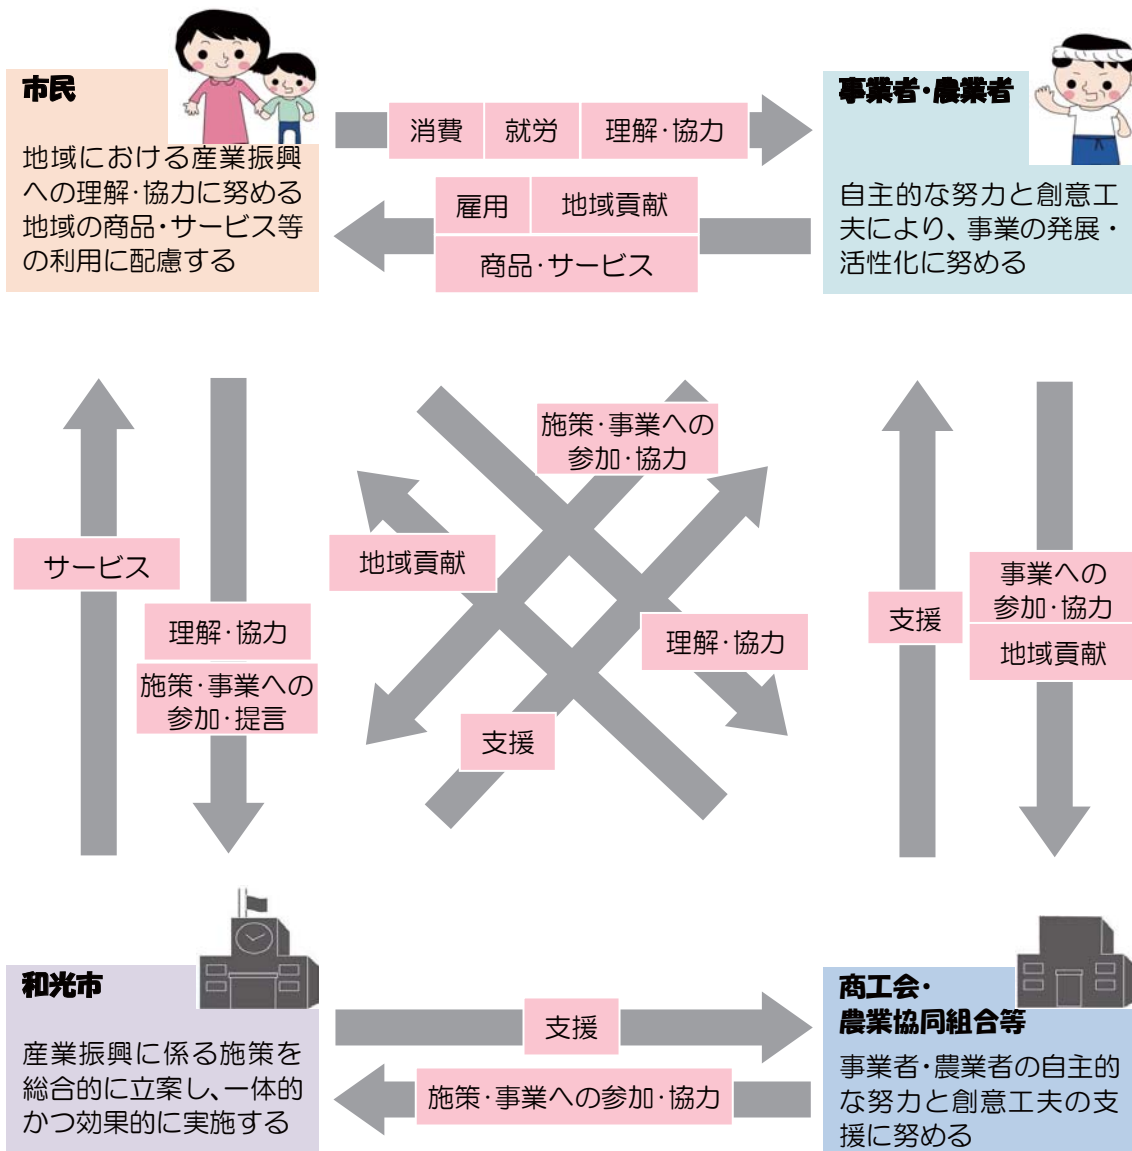 市民
地域における産業振興
への理解・協力に努める
地域の商品・サービス等
の利用に配慮する
消費 就労 理解・協力
雇用 地域貢献
商品・サービス
事業者・農業者
自主的な努力と創意工
夫により、事業の発展・
活性化に努める
施策・事業への
参加・協力
サービス
地域貢献
理解・協力
施策・事業への
参加・提言
理解・協力
支援
支援
事業への
参加・協力
地域貢献
和光市
産業振興に係る施策を
総合的に立案し、一体的
かつ効果的に実施する
支援
施策・事業への参加・協力
商工会・
農業協同組合等
事業者・農業者の自主的
な努力と創意工夫の支
援に努める